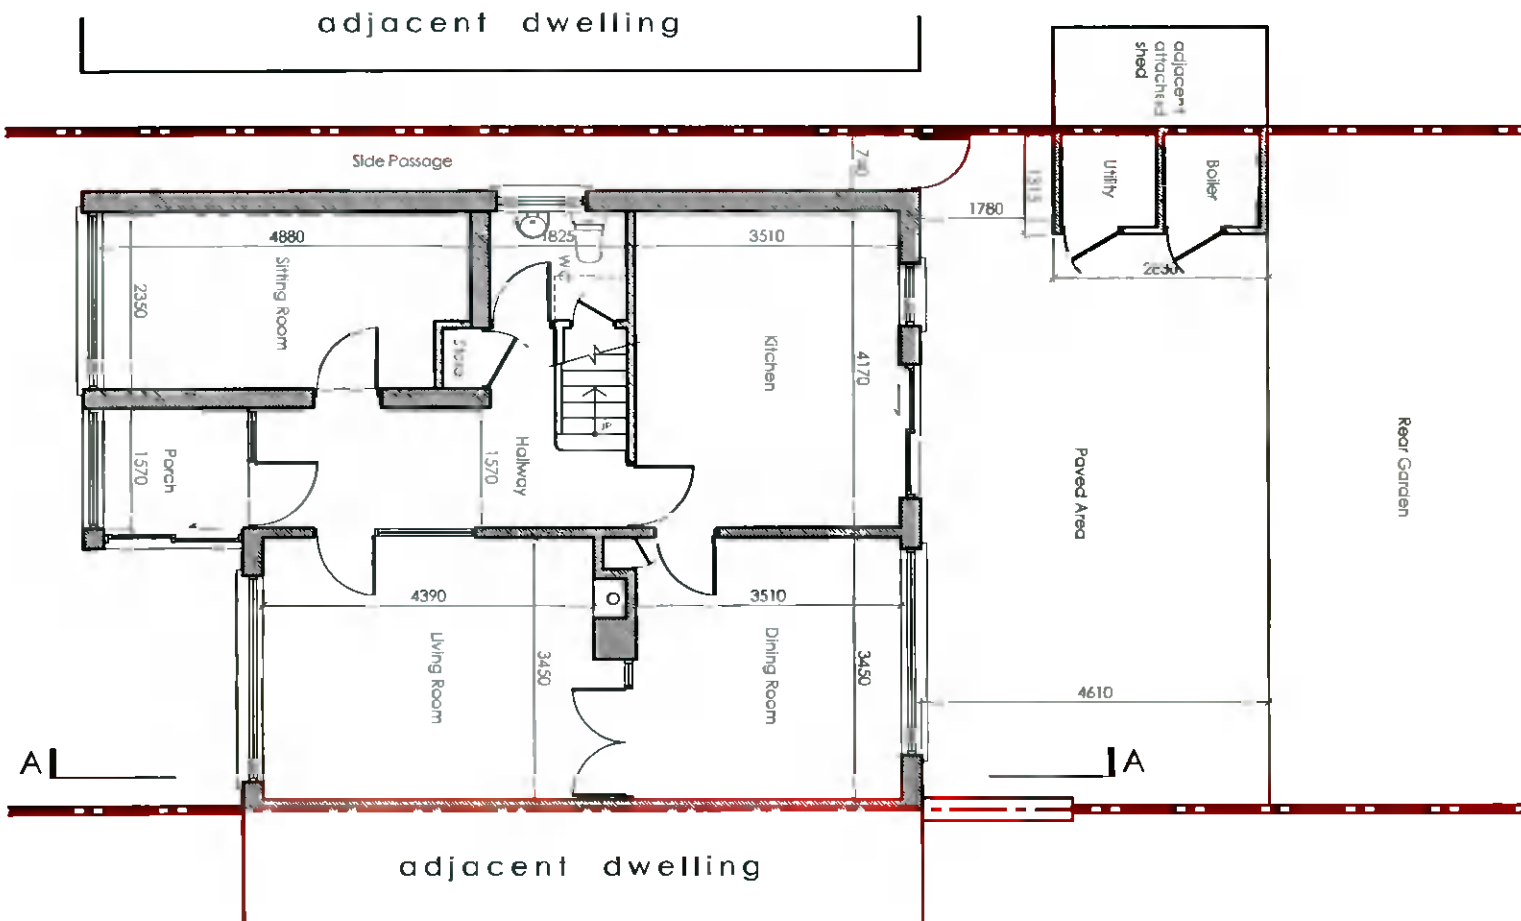 adjacent dwelling
adjacent
attached
shed
Side Passage
740
Utility
Boiler
1315
1780
4880
1825
3510
W
2830
Sitting Room
2350
Store
Kitchen
4170
UP
Porch
1570
Hallway
1570
Paved Area
Rear Garden
4390
3510
Living Room
3450
Dining Room
3450
4610
A
A
adjacent dwelling